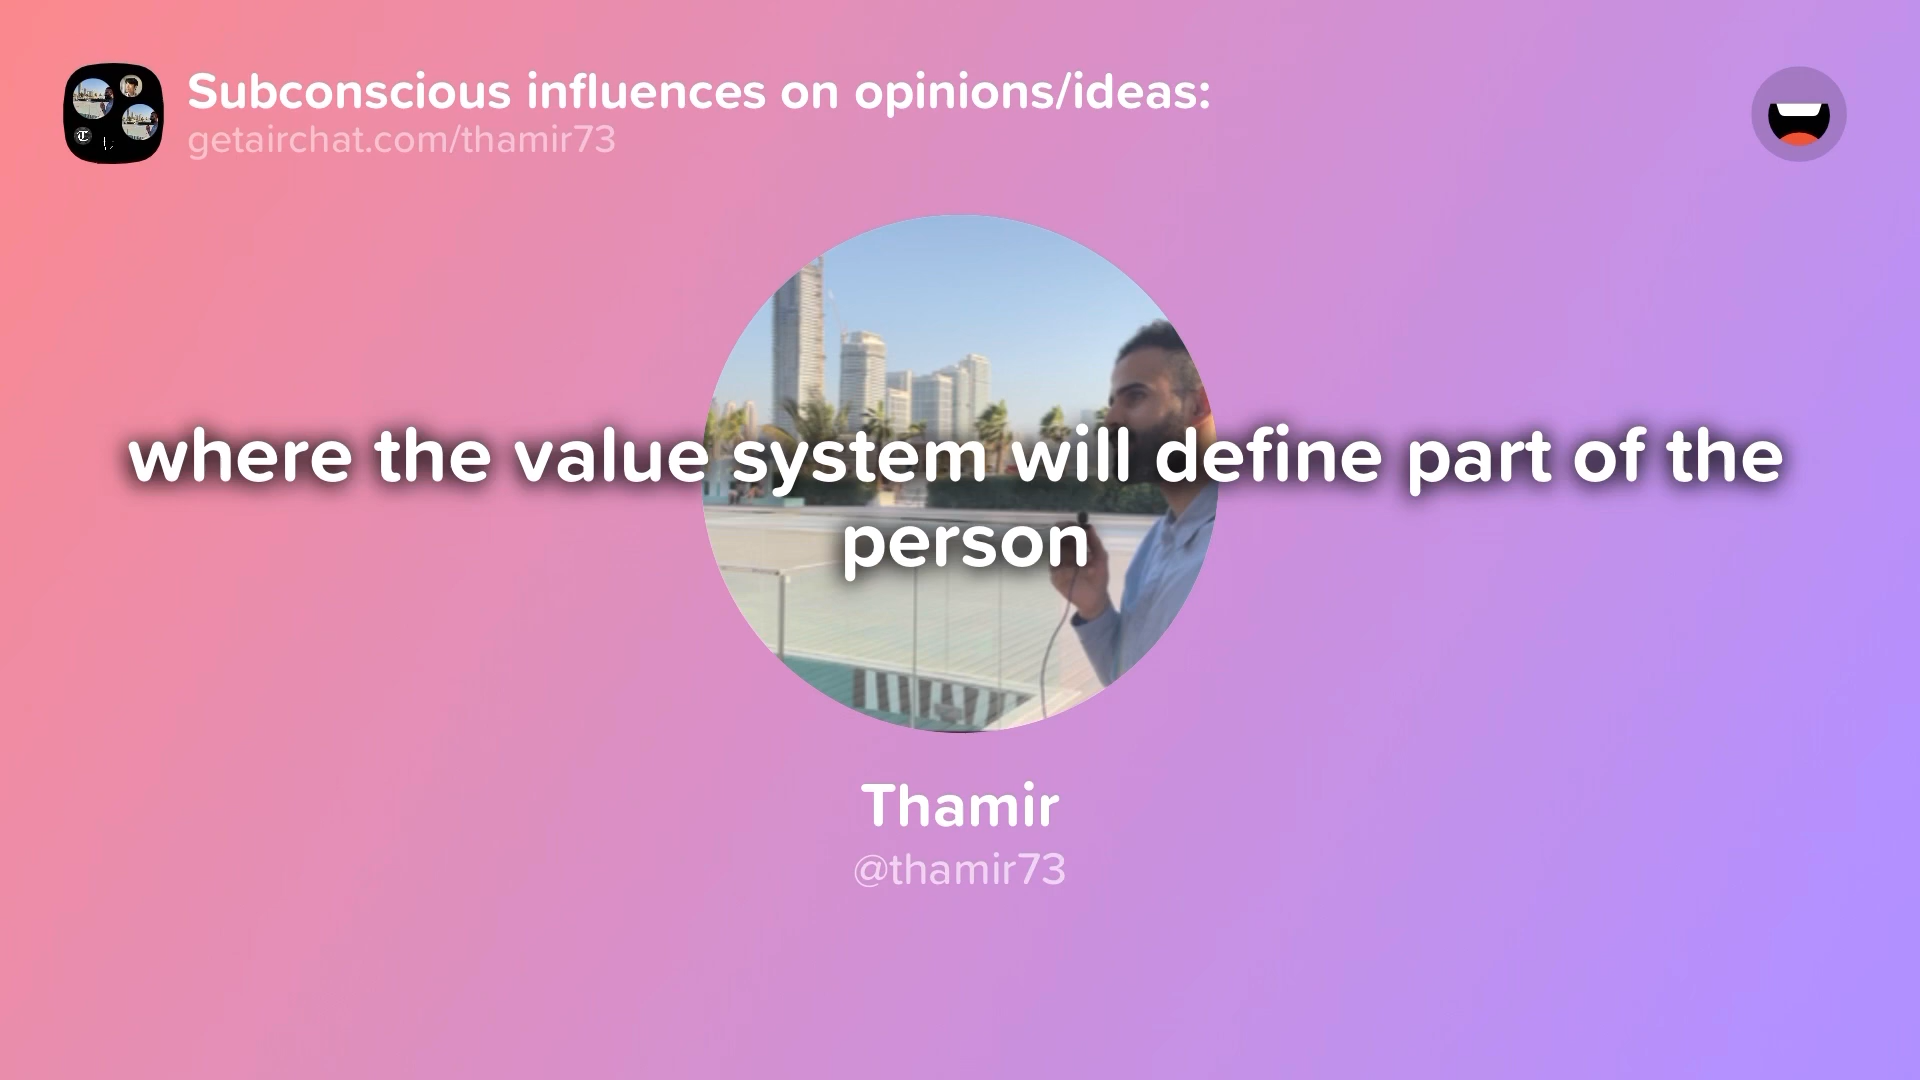 Subconscious influences on opinions/ideas:
getairchat.com/thamir73
where the value system will define part of the
person
Thamir
@thamir73